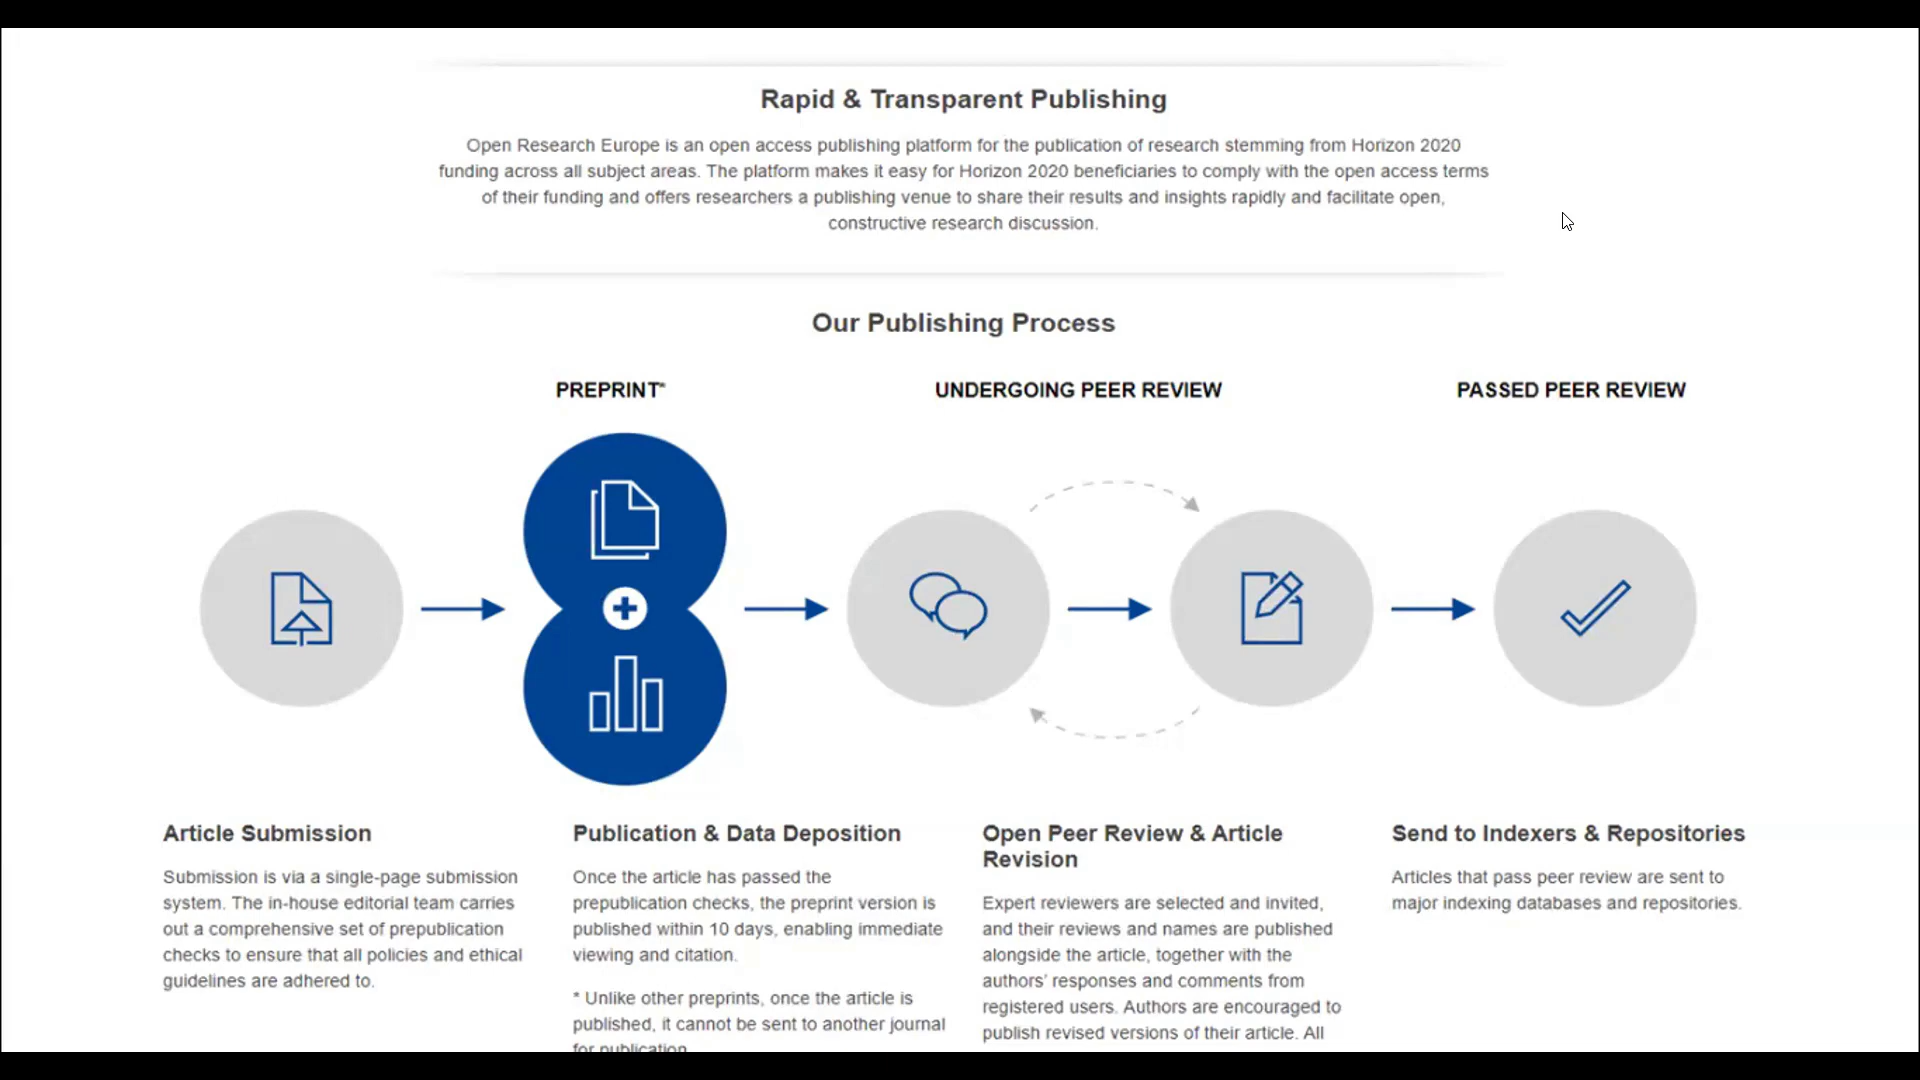 Rapid & Transparent Publishing
Open Research Europe is an open access publishing platform for the publication of research stemming from Horizon 2020
funding across all subject areas. The platform makes it easy for Horizon 2020 beneficiaries to comply with the open access terms
of their funding and offers researchers a publishing venue to share their results and insights rapidly and facilitate open,
constructive research discussion.
Our Publishing Process
PREPRINT*
UNDERGOING PEER REVIEW
PASSED PEER REVIEW
Article Submission
Submission is via a single-page submission
system. The in-house editorial team carries
out a comprehensive set of prepublication
checks to ensure that all policies and ethical
guidelines are adhered to.
Publication & Data Deposition
Once the article has passed the
prepublication checks, the preprint version is
published within 10 days, enabling immediate
viewing and citation.
* Unlike other preprints, once the article is
published, it cannot be sent to another journal
for publication
Open Peer Review & Article
Revision
Expert reviewers are selected and invited,
and their reviews and names are published
alongside the article, together with the
authors' responses and comments from
registered users. Authors are encouraged to
publish revised versions of their article. All
Send to Indexers & Repositories
Articles that pass peer review are sent to
major indexing databases and repositories.